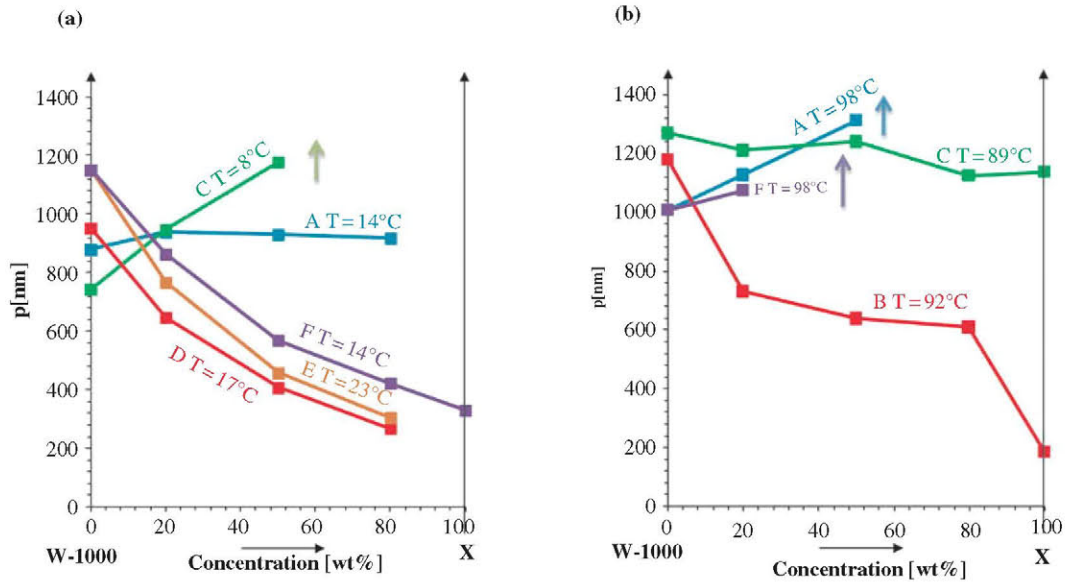 (a)
1400
1200
1000
800
600
400
200
0
p[nm]
C T=8°C
A T=14°C
F T=14°C
E T=23°C
D T=17°C
0 20 40 60 80 100
W-1000 Concentration [wt%] X
(b)
1400
1200
1000
800
600
400
200
0
p[nm]
A T=98°C
C T=89°C
F T=98°C
B T=92°C
0 20 40 60 80 100
W-1000 Concentration [wt%] X